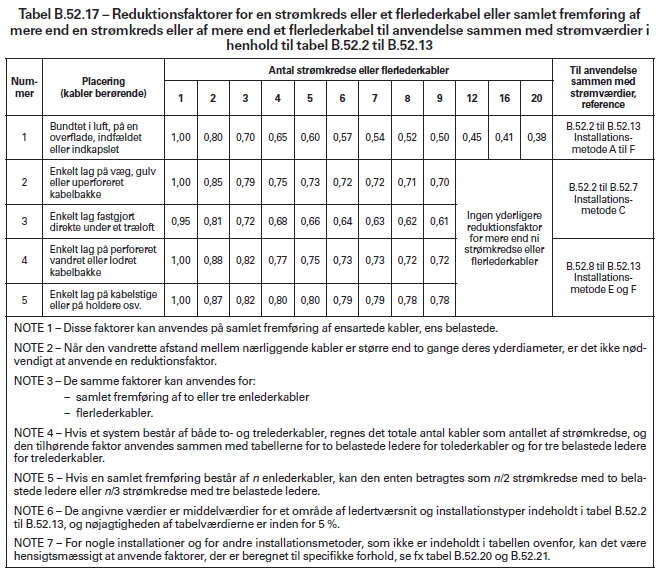 Tabel B.52.17 – Reduktionsfaktorer for en strømkreds eller et flerlederkabel eller samlet fremføring af
mere end en strømkreds eller af mere end et flerlederkabel til anvendelse sammen med strømværdier i
henhold til tabel B.52.2 til B.52.13
Num-
mer
Placering
(kabler berørende)
Antal strømkredse eller flerlederkabler
Til anvendelse
sammen med
strømværdier,
reference
1 2 3 4 5 6 7 8 9 12 16 20
1
Bundtet i luft, på en
overflade, indfældet
eller indkapslet
1,00 0,80 0,70 0,65 0,60 0,57 0,54 0,52 0,50 0,45 0,41 0,38
B.52.2 til B.52.13
Installations-
metode A til F
2
Enkelt lag på væg, gulv
eller uperforeret
kabelbakke
1,00 0,85 0,79 0,75 0,73 0,72 0,72 0,71 0,70
3
Enkelt lag fastgjort
direkte under et træloft
0,95 0,81 0,72 0,68 0,66 0,64 0,63 0,62 0,61
B.52.2 til B.52.7
Installations-
metode C
4
Enkelt lag på perforeret
vandret eller lodret
kabelbakke
1,00 0,88 0,82 0,77 0,75 0,73 0,73 0,72 0,72
5
Enkelt lag på kabelstige
eller på holdere osv.
1,00 0,87 0,82 0,80 0,80 0,79 0,79 0,78 0,78
Ingen yderligere
reduktionsfaktor
for mere end ni
strømkredse eller
flerlederkabler
B.52.8 til B.52.13
Installations-
metode E og F
NOTE 1 – Disse faktorer kan anvendes på samlet fremføring af ensartede kabler, ens belastede.
NOTE 2 – Når den vandrette afstand mellem nærliggende kabler er større end to gange deres yderdiameter, er det ikke nød-
vendigt at anvende en reduktionsfaktor.
NOTE 3 – De samme faktorer kan anvendes for:
– samlet fremføring af to eller tre enlederkabler
– flerlederkabler.
NOTE 4 – Hvis et system består af både to- og trelederkabler, regnes det totale antal kabler som antallet af strømkredse, og
den tilhørende faktor anvendes sammen med tabellerne for to belastede ledere for tolederkabler og for tre belastede ledere
for trelederkabler.
NOTE 5 – Hvis en samlet fremføring består af n enlederkabler, kan den enten betragtes som n/2 strømkredse med to bela-
stede ledere eller n/3 strømkredse med tre belastede ledere.
NOTE 6 – De angivne værdier er middelværdier for et område af ledertværsnit og installationstyper indeholdt i tabel B.52.2
til B.52.13, og nøjagtigheden af tabelværdierne er inden for 5 %.
NOTE 7 – For nogle installationer og for andre installationsmetoder, som ikke er indeholdt i tabellen ovenfor, kan det være
hensigtsmæssigt at anvende faktorer, der er beregnet til specifikke forhold, se fx tabel B.52.20 og B.52.21.